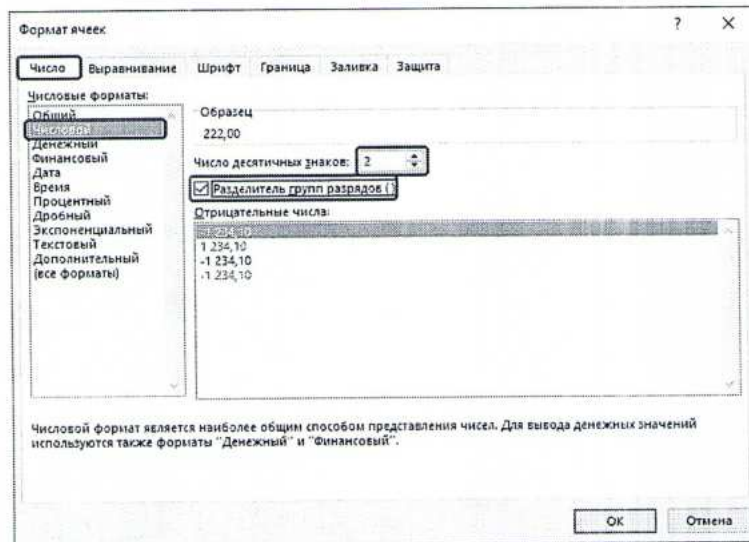 Формат ячеек
?
×
Число Выравнивание Шрифт Граница Заливка Защита
Числовые форматы:
Общий
Числовой
Денежный
Финансовый
Дата
Время
Процентный
Дробный
Экспоненциальный
Текстовый
Дополнительный
(все форматы)
Образец
222,00
Число десятичных знаков: 2
Разделитель групп разрядов ( )
Отрицательные числа:
-1 234,10
1 234,10
-1 234,10
-1 234,10
Числовой формат является наиболее общим способом представления чисел. Для вывода денежных значений
используются также форматы "Денежный" и "Финансовый".
OK Отмена